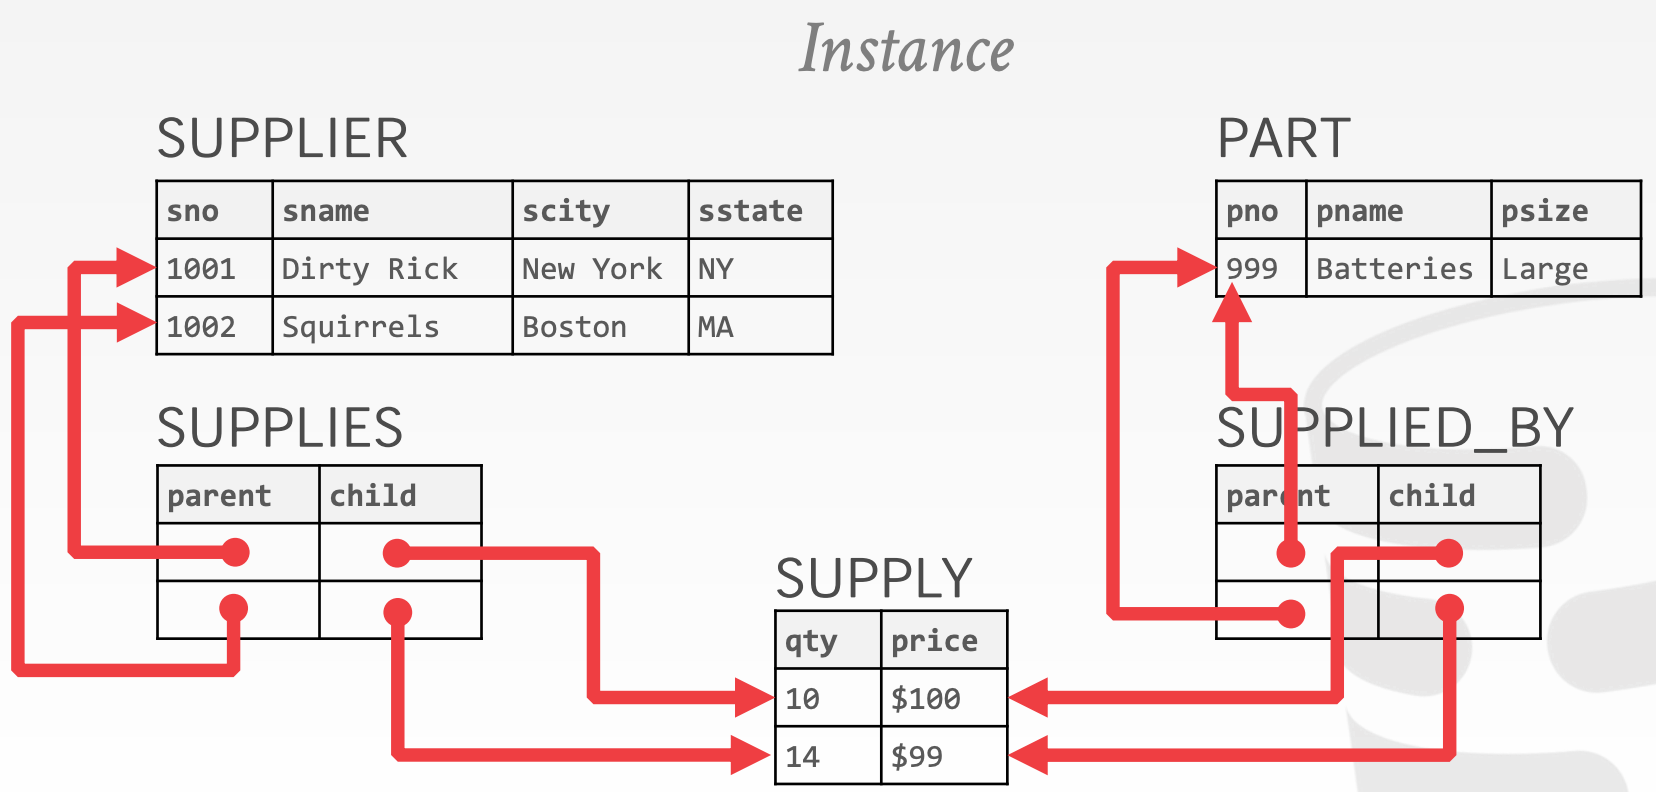 Instance
SUPPLIER
sno sname scity sstate
1001 Dirty Rick New York NY
1002 Squirrels Boston MA
PART
pno pname psize
999 Batteries Large
SUPPLIES
parent child
SUPPLIED_BY
parent child
SUPPLY
qty price
10 $100
14 $99